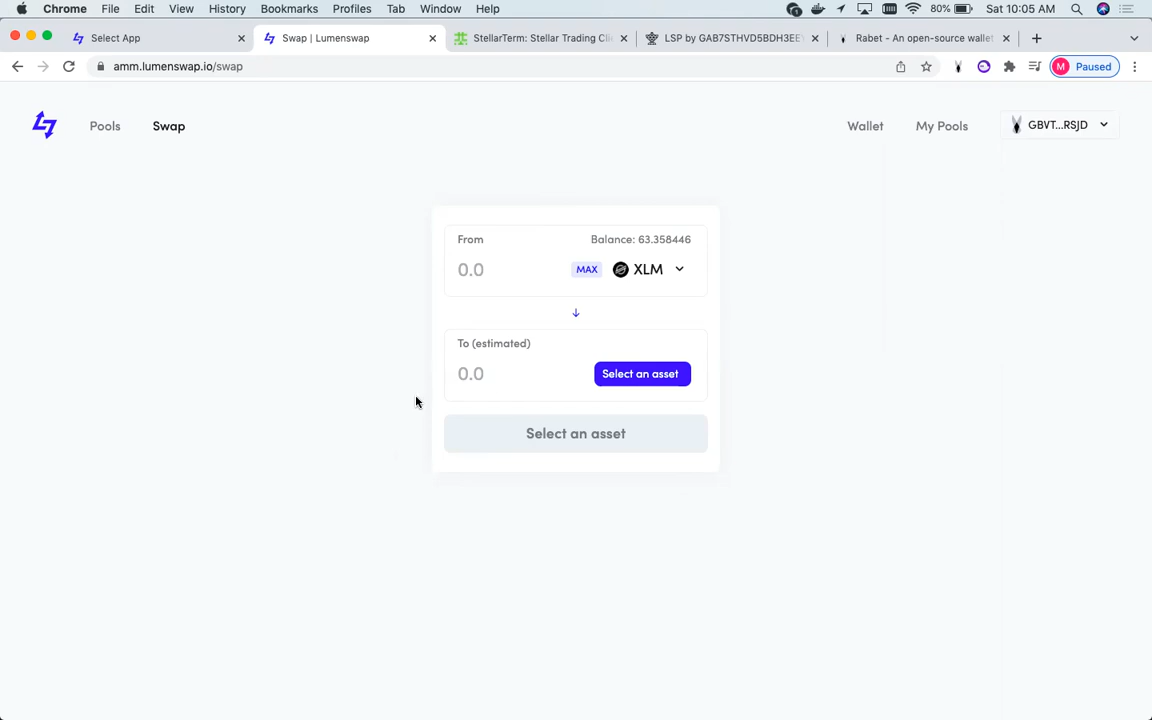 Chrome File Edit View History Bookmarks Profiles Tab Window Help 80% Sat 10:05 AM
Select App Swap | Lumenswap StellarTerm: Stellar Trading Clie LSP by GAB7STHVD5BDH3EE Rabet - An open-source wallet
amm.lumenswap.io/swap M Paused
Pools Swap Wallet My Pools GBVT...RSJD
From Balance: 63.358446
0.0 MAX XLM
To (estimated)
0.0 Select an asset
Select an asset